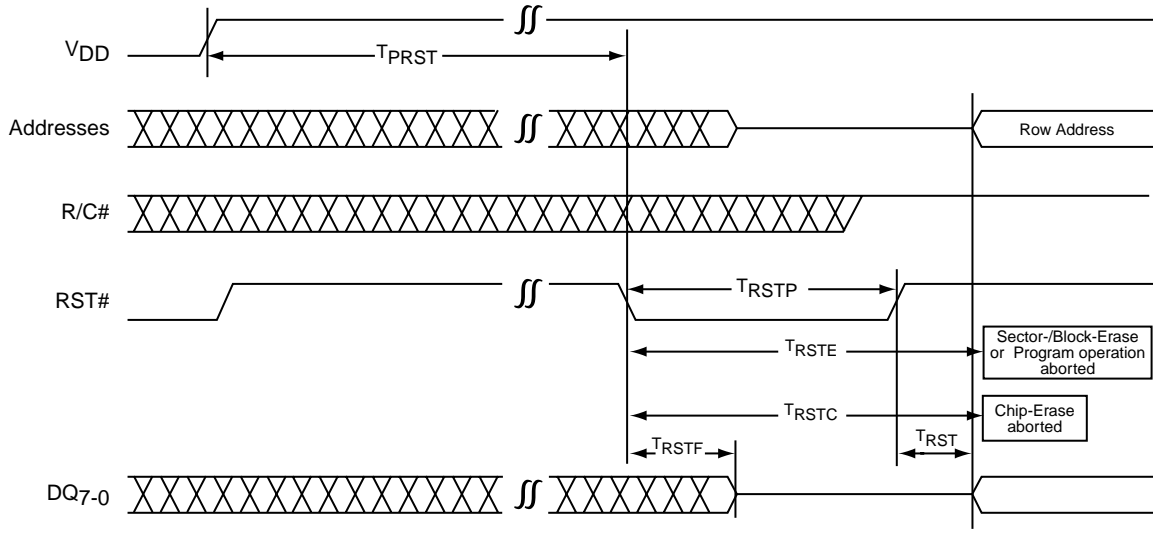 VDD
TPRST
Addresses
Row Address
R/C#
RST#
TRSTP
TRSTE
Sector-/Block-Erase
or Program operation
aborted
TRSTC
Chip-Erase
aborted
TRSTF
TRST
DQ7-0